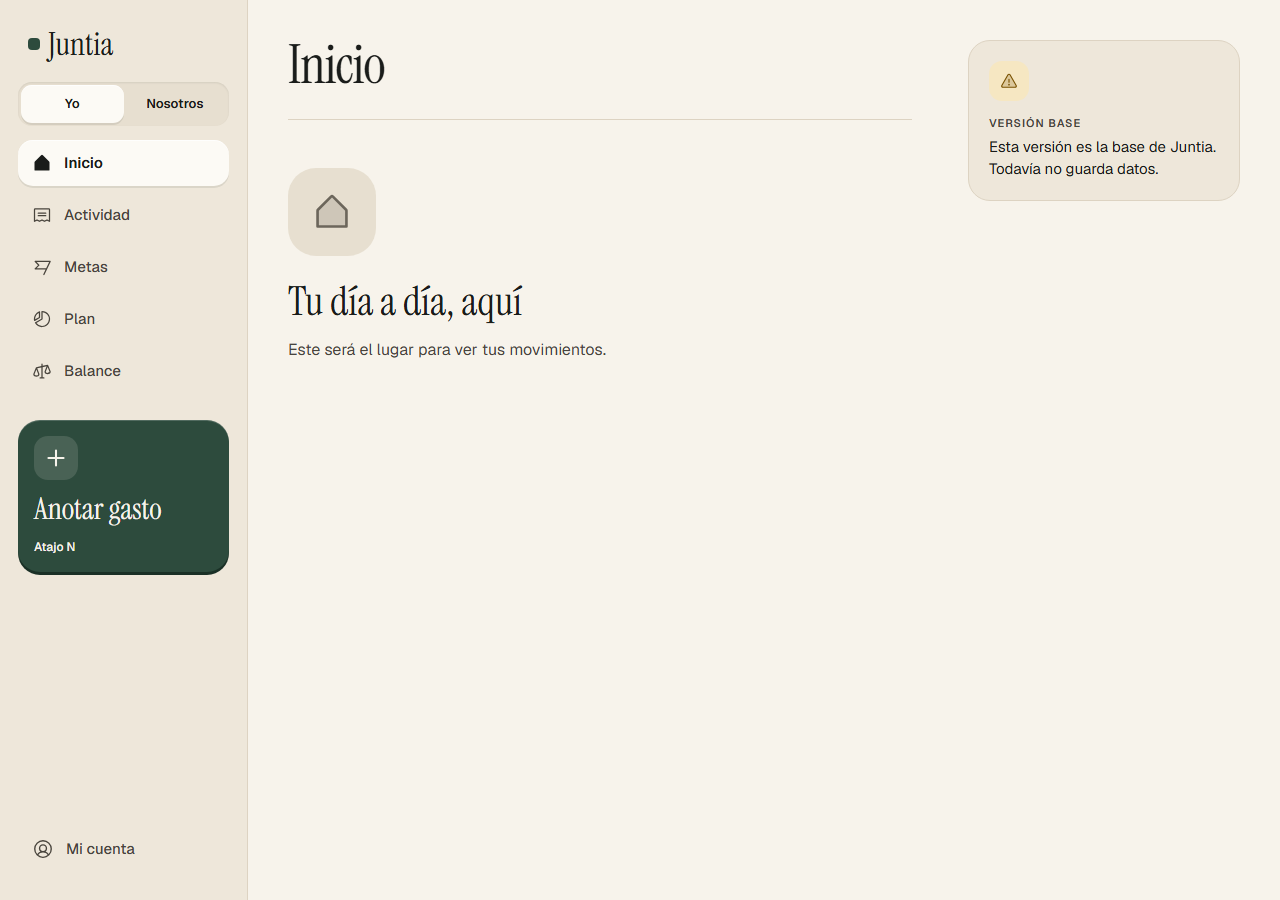 Juntia
Yo
Nosotros
Inicio
Actividad
Metas
Plan
Balance
Anotar gasto
Atajo N
Mi cuenta
Inicio
Tu día a día, aquí
Este será el lugar para ver tus movimientos.
VERSIÓN BASE
Esta versión es la base de Juntia.
Todavía no guarda datos.